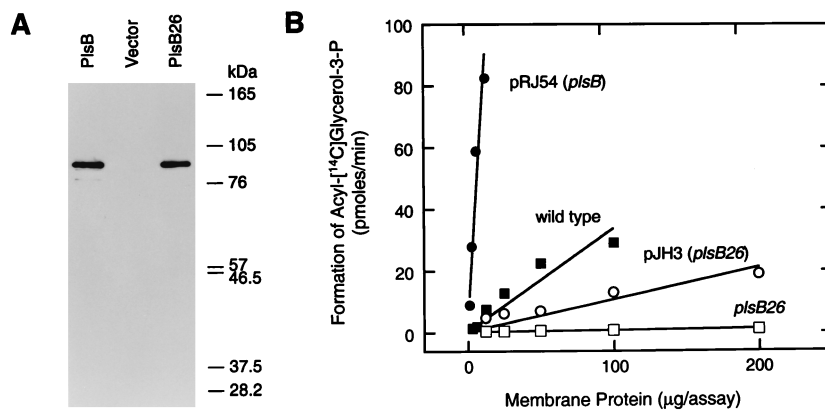 A
PlsB
Vector
PlsB26
kDa
165
105
76
57
46.5
37.5
28.2
B
Formation of Acyl-[¹⁴C]Glycerol-3-P
(pmoles/min)
100
80
60
40
20
0
pRJ54 (plsB)
wild type
pJH3 (plsB26)
plsB26
0 100 200
Membrane Protein (μg/assay)